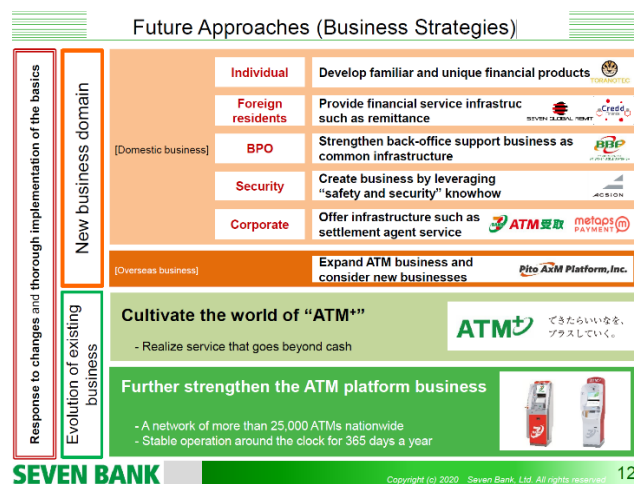 Future Approaches (Business Strategies)
Response to changes and thorough implementation of the basics
New business domain
[Domestic business]
Individual
Develop familiar and unique financial products
TORANOTEC
Foreign residents
Provide financial service infrastruc
such as remittance
SEVEN GLOBAL REMIT
Credd
Finance
BPO
Strengthen back-office support business as
common infrastructure
BBF
Security
Create business by leveraging
“safety and security” knowhow
ACSION
Corporate
Offer infrastructure such as
settlement agent service
ATM受取
metaps
PAYMENT
[Overseas business]
Expand ATM business and
consider new businesses
Pito AxM Platform,Inc.
Evolution of existing
business
Cultivate the world of “ATM⁺”
- Realize service that goes beyond cash
ATM+
できたらいいなを、
プラスしていく。
Further strengthen the ATM platform business
- A network of more than 25,000 ATMs nationwide
- Stable operation around the clock for 365 days a year
SEVEN BANK
Copyright (c) 2020 Seven Bank, Ltd. All rights reserved
12